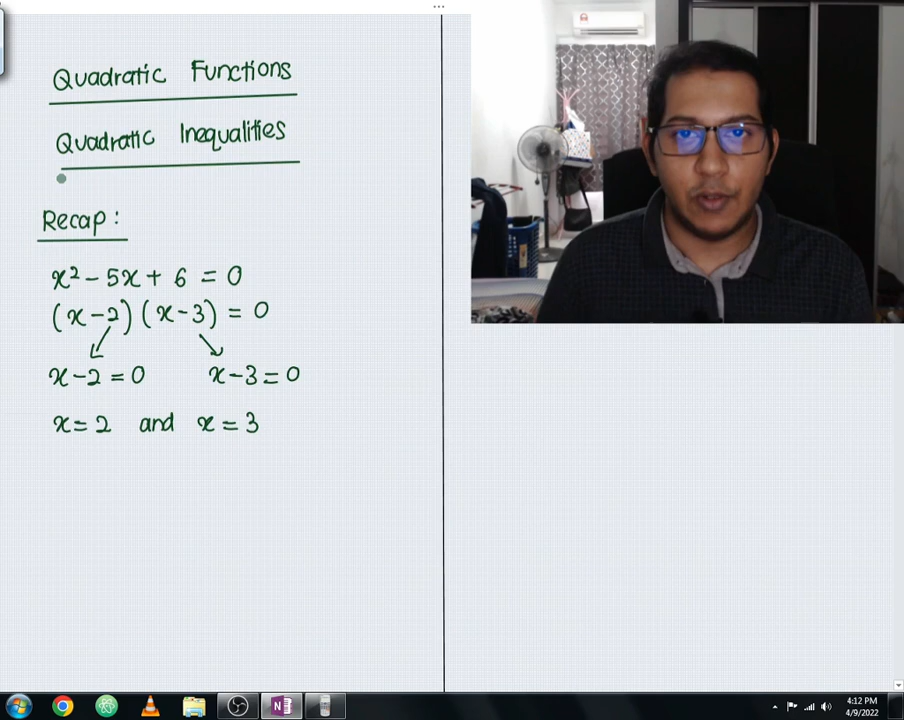 Quadratic Functions
Quadratic Inequalities
Recap :
x² - 5x + 6 = 0
(x - 2)(x - 3) = 0
x - 2 = 0 x - 3 = 0
x = 2 and x = 3
4:12 PM
4/9/2022